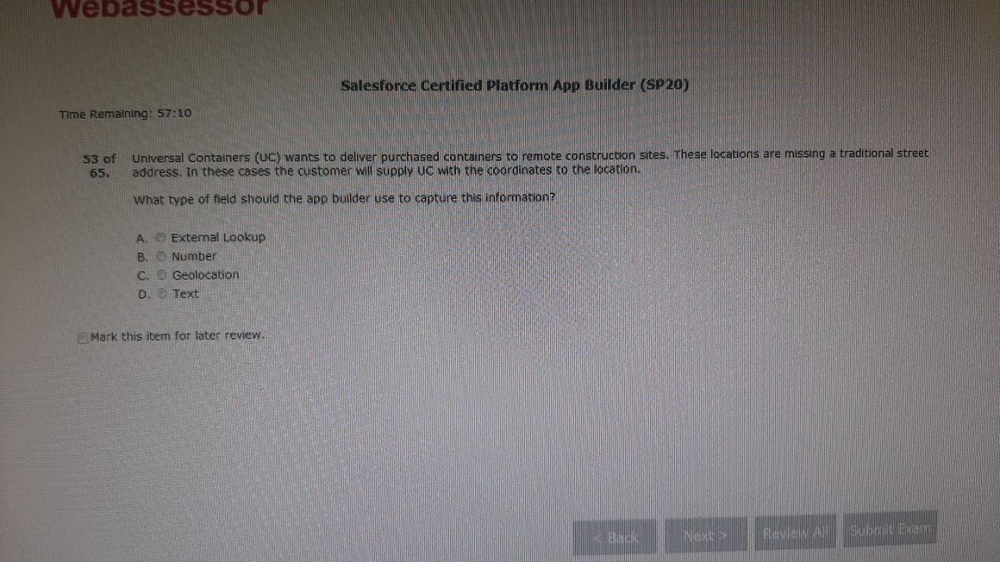 Webassessor
Salesforce Certified Platform App Builder (SP20)
Time Remaining: 57:10
53 of 65. Universal Containers (UC) wants to deliver purchased containers to remote construction sites. These locations are missing a traditional street
address. In these cases the customer will supply UC with the coordinates to the location.
What type of field should the app builder use to capture this information?
A. External Lookup
B. Number
C. Geolocation
D. Text
Mark this item for later review.
< Back Next > Review All Submit Exam